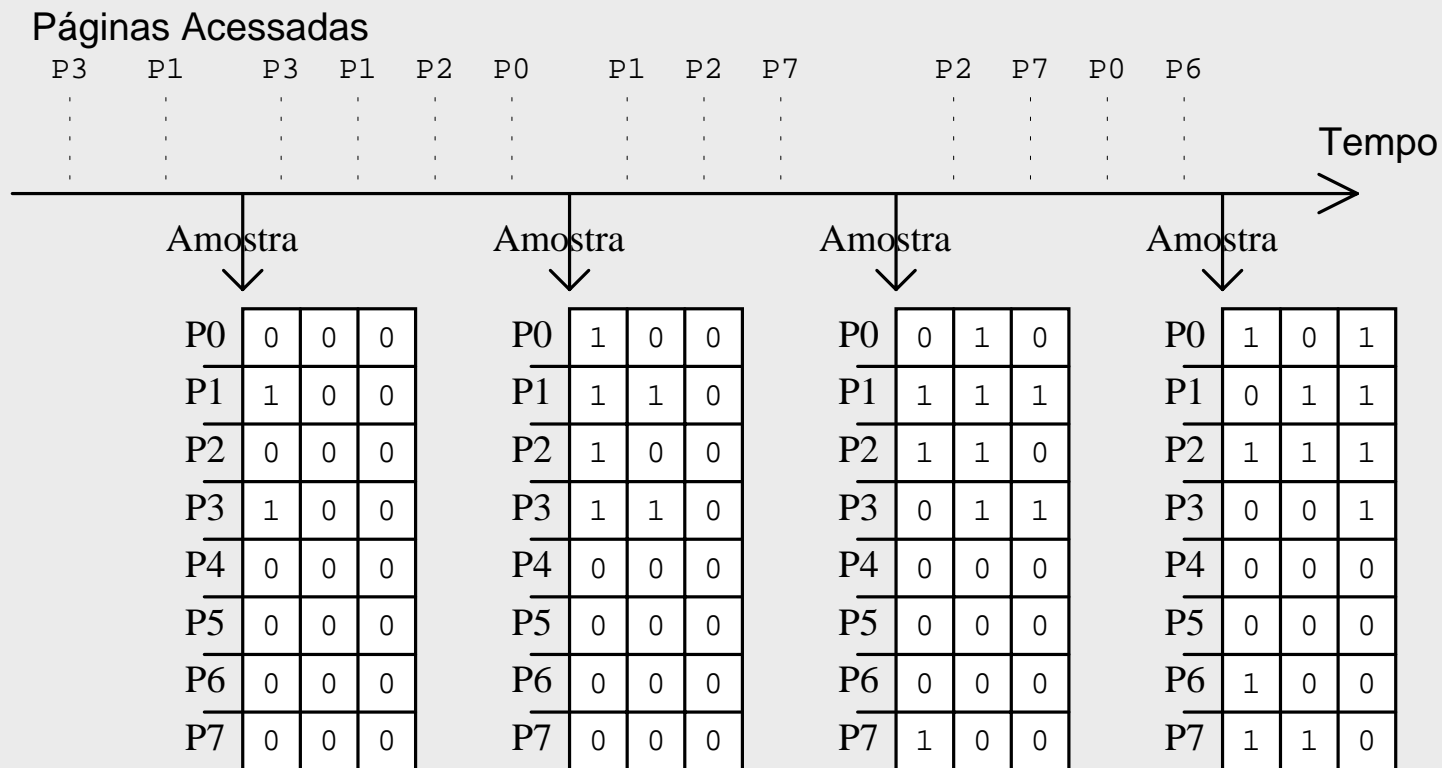 Páginas Acessadas
P3 P1 P3 P1 P2 P0 P1 P2 P7 P2 P7 P0 P6
Tempo
Amostra Amostra Amostra Amostra
P0 0 0 0 P0 1 0 0 P0 0 1 0 P0 1 0 1
P1 1 0 0 P1 1 1 0 P1 1 1 1 P1 0 1 1
P2 0 0 0 P2 1 0 0 P2 1 1 0 P2 1 1 1
P3 1 0 0 P3 1 1 0 P3 0 1 1 P3 0 0 1
P4 0 0 0 P4 0 0 0 P4 0 0 0 P4 0 0 0
P5 0 0 0 P5 0 0 0 P5 0 0 0 P5 0 0 0
P6 0 0 0 P6 0 0 0 P6 0 0 0 P6 1 0 0
P7 0 0 0 P7 0 0 0 P7 1 0 0 P7 1 1 0